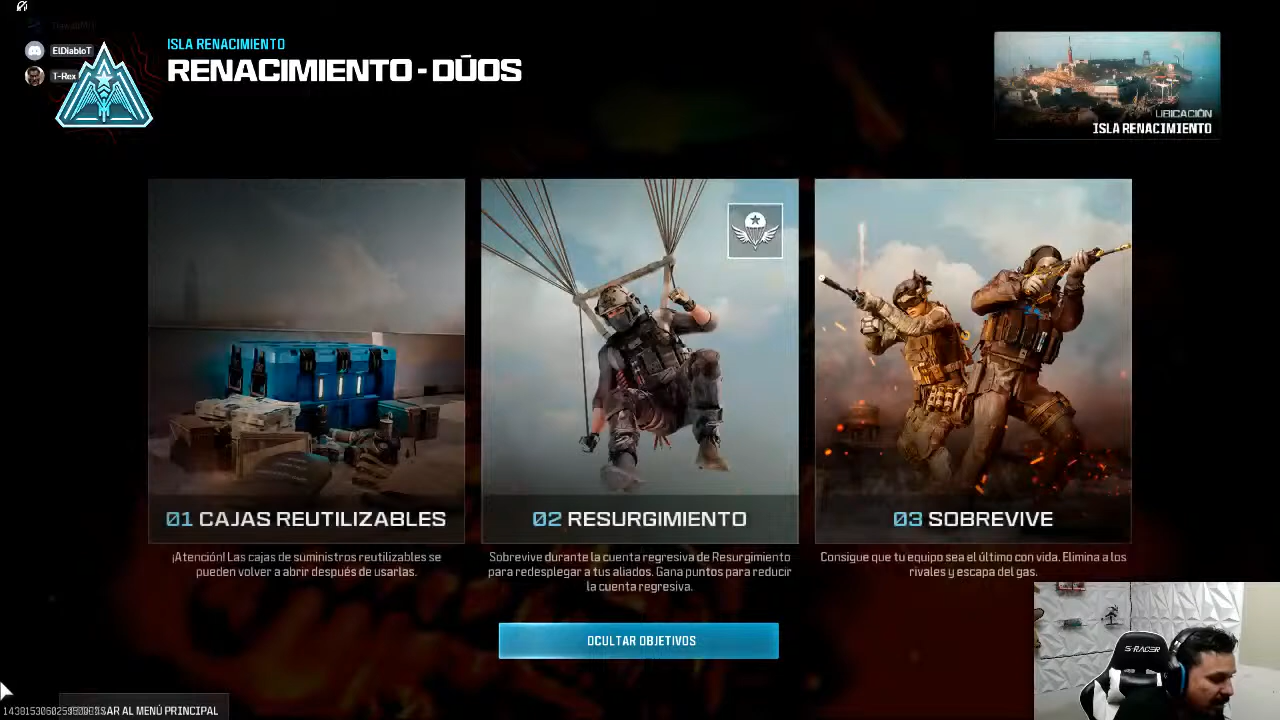 ElDiabloT
T-Rex
ISLA RENACIMIENTO
RENACIMIENTO - DÚOS
UBICACIÓN
ISLA RENACIMIENTO
01 CAJAS REUTILIZABLES
¡Atención! Las cajas de suministros reutilizables se
pueden volver a abrir después de usarlas.
02 RESURGIMIENTO
Sobrevive durante la cuenta regresiva de Resurgimiento
para redesplegar a tus aliados. Gana puntos para reducir
la cuenta regresiva.
03 SOBREVIVE
Consigue que tu equipo sea el último con vida. Elimina a los
rivales y escapa del gas.
OCULTAR OBJETIVOS
S-RACER
AL MENÚ PRINCIPAL